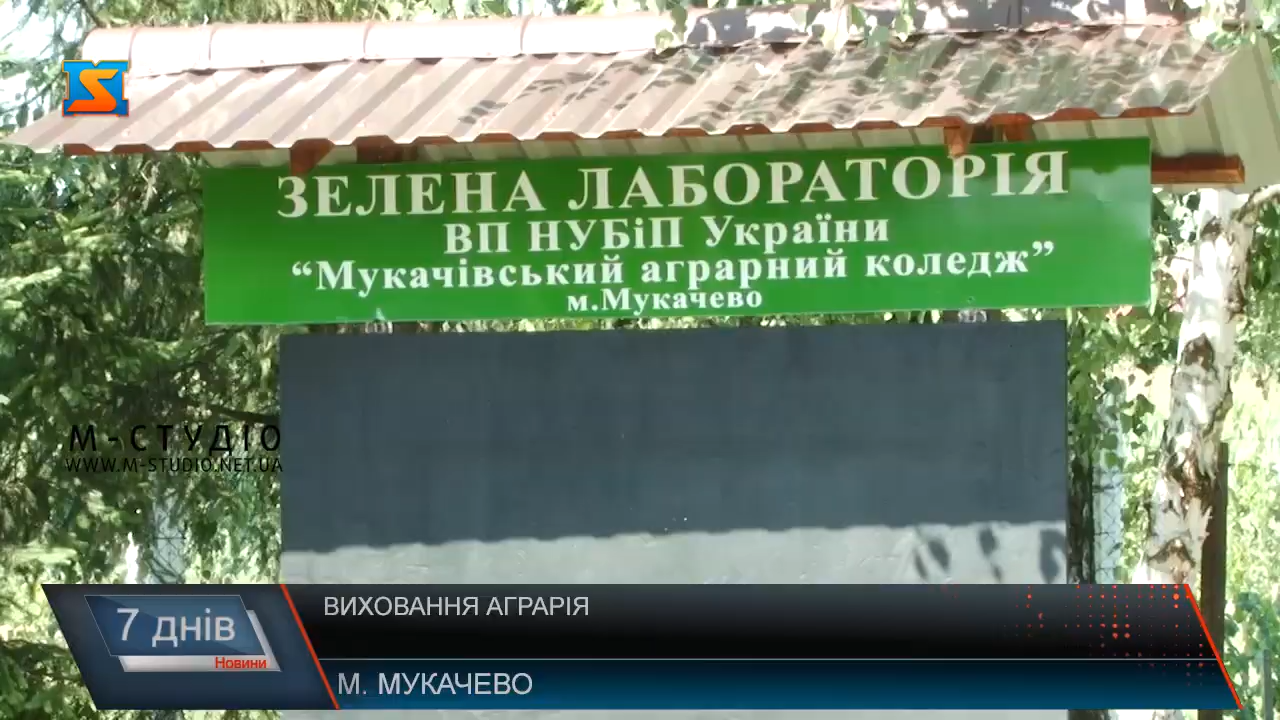 ЗЕЛЕНА ЛАБОРАТОРІЯ
ВП НУБіП України
“Мукачівський аграрний коледж”
м.Мукачево
М-СТУДІО
WWW.M-STUDIO.NET.UA
7 днів
Новини
ВИХОВАННЯ АГРАРІЯ
М. МУКАЧЕВО